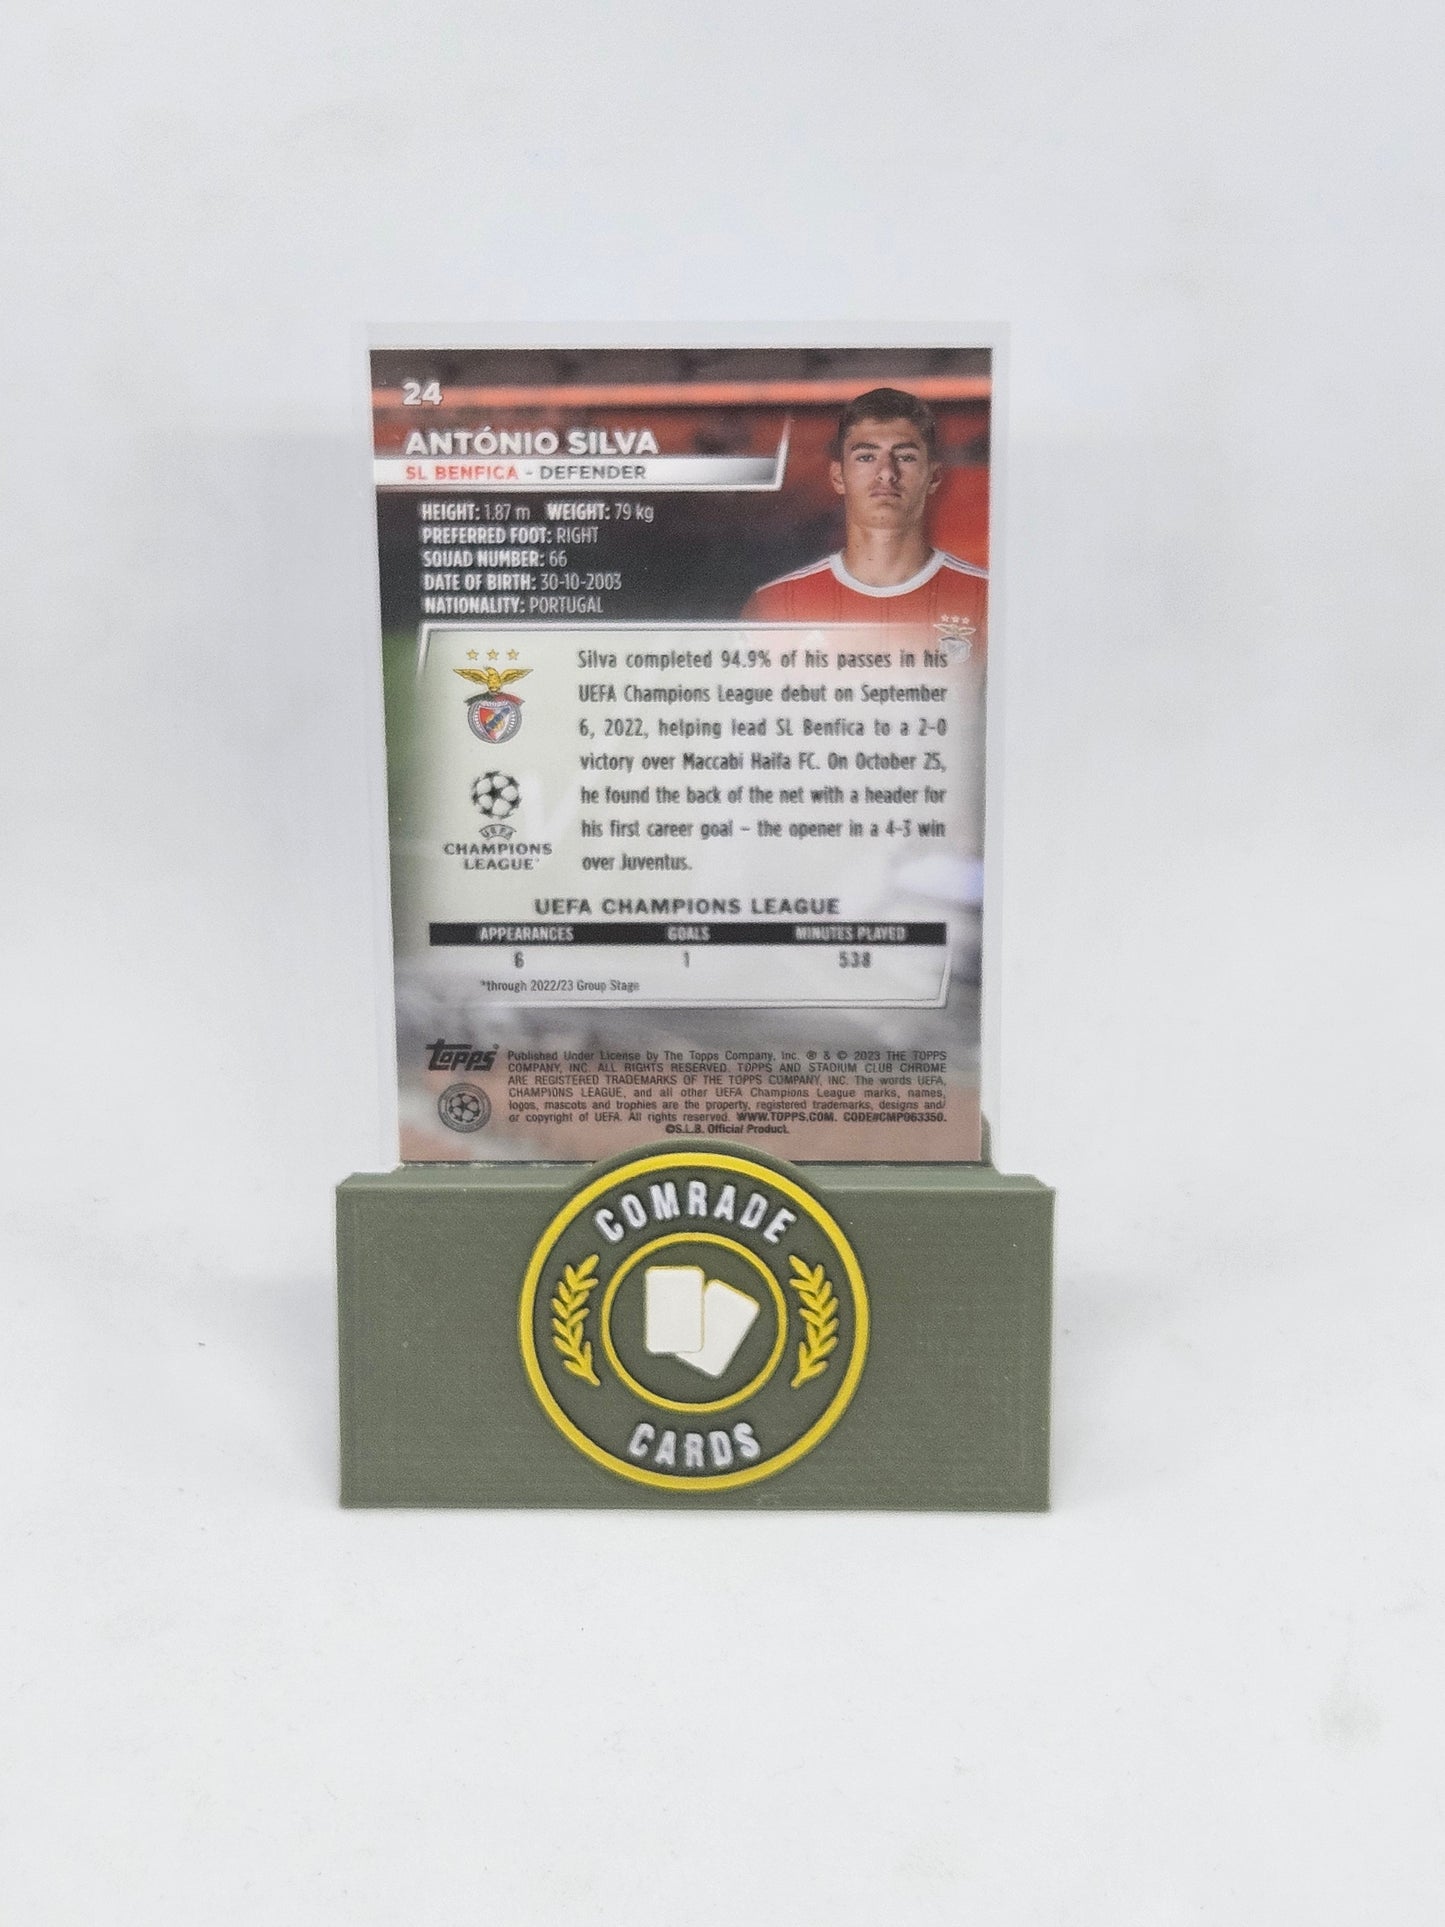 24
ANTÓNIO SILVA
SL BENFICA - DEFENDER
HEIGHT: 1.87 m WEIGHT: 79 kg
PREFERRED FOOT: RIGHT
SQUAD NUMBER: 66
DATE OF BIRTH: 30-10-2003
NATIONALITY: PORTUGAL
Silva completed 94.9% of his passes in his
UEFA Champions League debut on September
6, 2022, helping lead SL Benfica to a 2-0
victory over Maccabi Haifa FC. On October 25,
he found the back of the net with a header for
his first career goal – the opener in a 4-3 win
over Juventus.
UEFA
CHAMPIONS
LEAGUE
UEFA CHAMPIONS LEAGUE
APPEARANCES GOALS MINUTES PLAYED
6 1 538
*through 2022/23 Group Stage
Topps
Published Under License by The Topps Company, Inc. ® & © 2023 THE TOPPS
COMPANY, INC. ALL RIGHTS RESERVED. TOPPS AND STADIUM CLUB CHROME
ARE REGISTERED TRADEMARKS OF THE TOPPS COMPANY, INC. The words UEFA,
CHAMPIONS LEAGUE, and all other UEFA Champions League marks, names,
logos, mascots and trophies are the property, registered trademarks, designs and/
or copyright of UEFA. All rights reserved. WWW.TOPPS.COM. CODE#CMP063350.
©S.L.B. Official Product.
COMRADE
CARDS